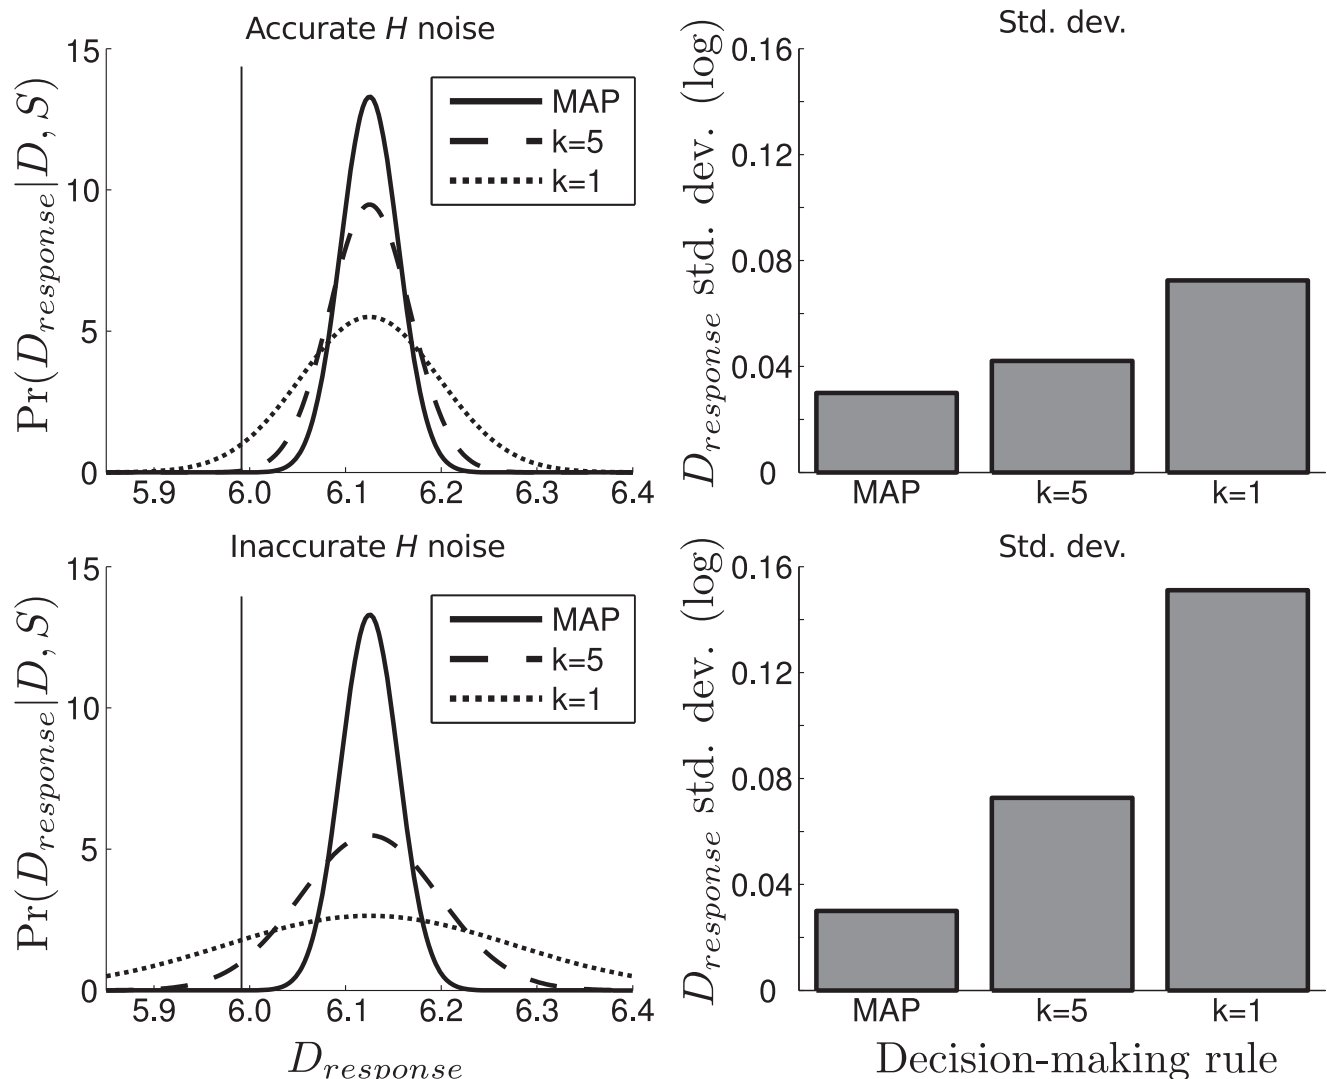 Accurate H noise
15
10
5
0
Pr(D_response|D, S)
MAP
k=5
k=1
5.9 6.0 6.1 6.2 6.3 6.4
Std. dev.
0.16
0.12
0.08
0.04
0
D_response std. dev. (log)
MAP k=5 k=1
Inaccurate H noise
15
10
5
0
Pr(D_response|D, S)
MAP
k=5
k=1
5.9 6.0 6.1 6.2 6.3 6.4
D_response
Std. dev.
0.16
0.12
0.08
0.04
0
D_response std. dev. (log)
MAP k=5 k=1
Decision-making rule